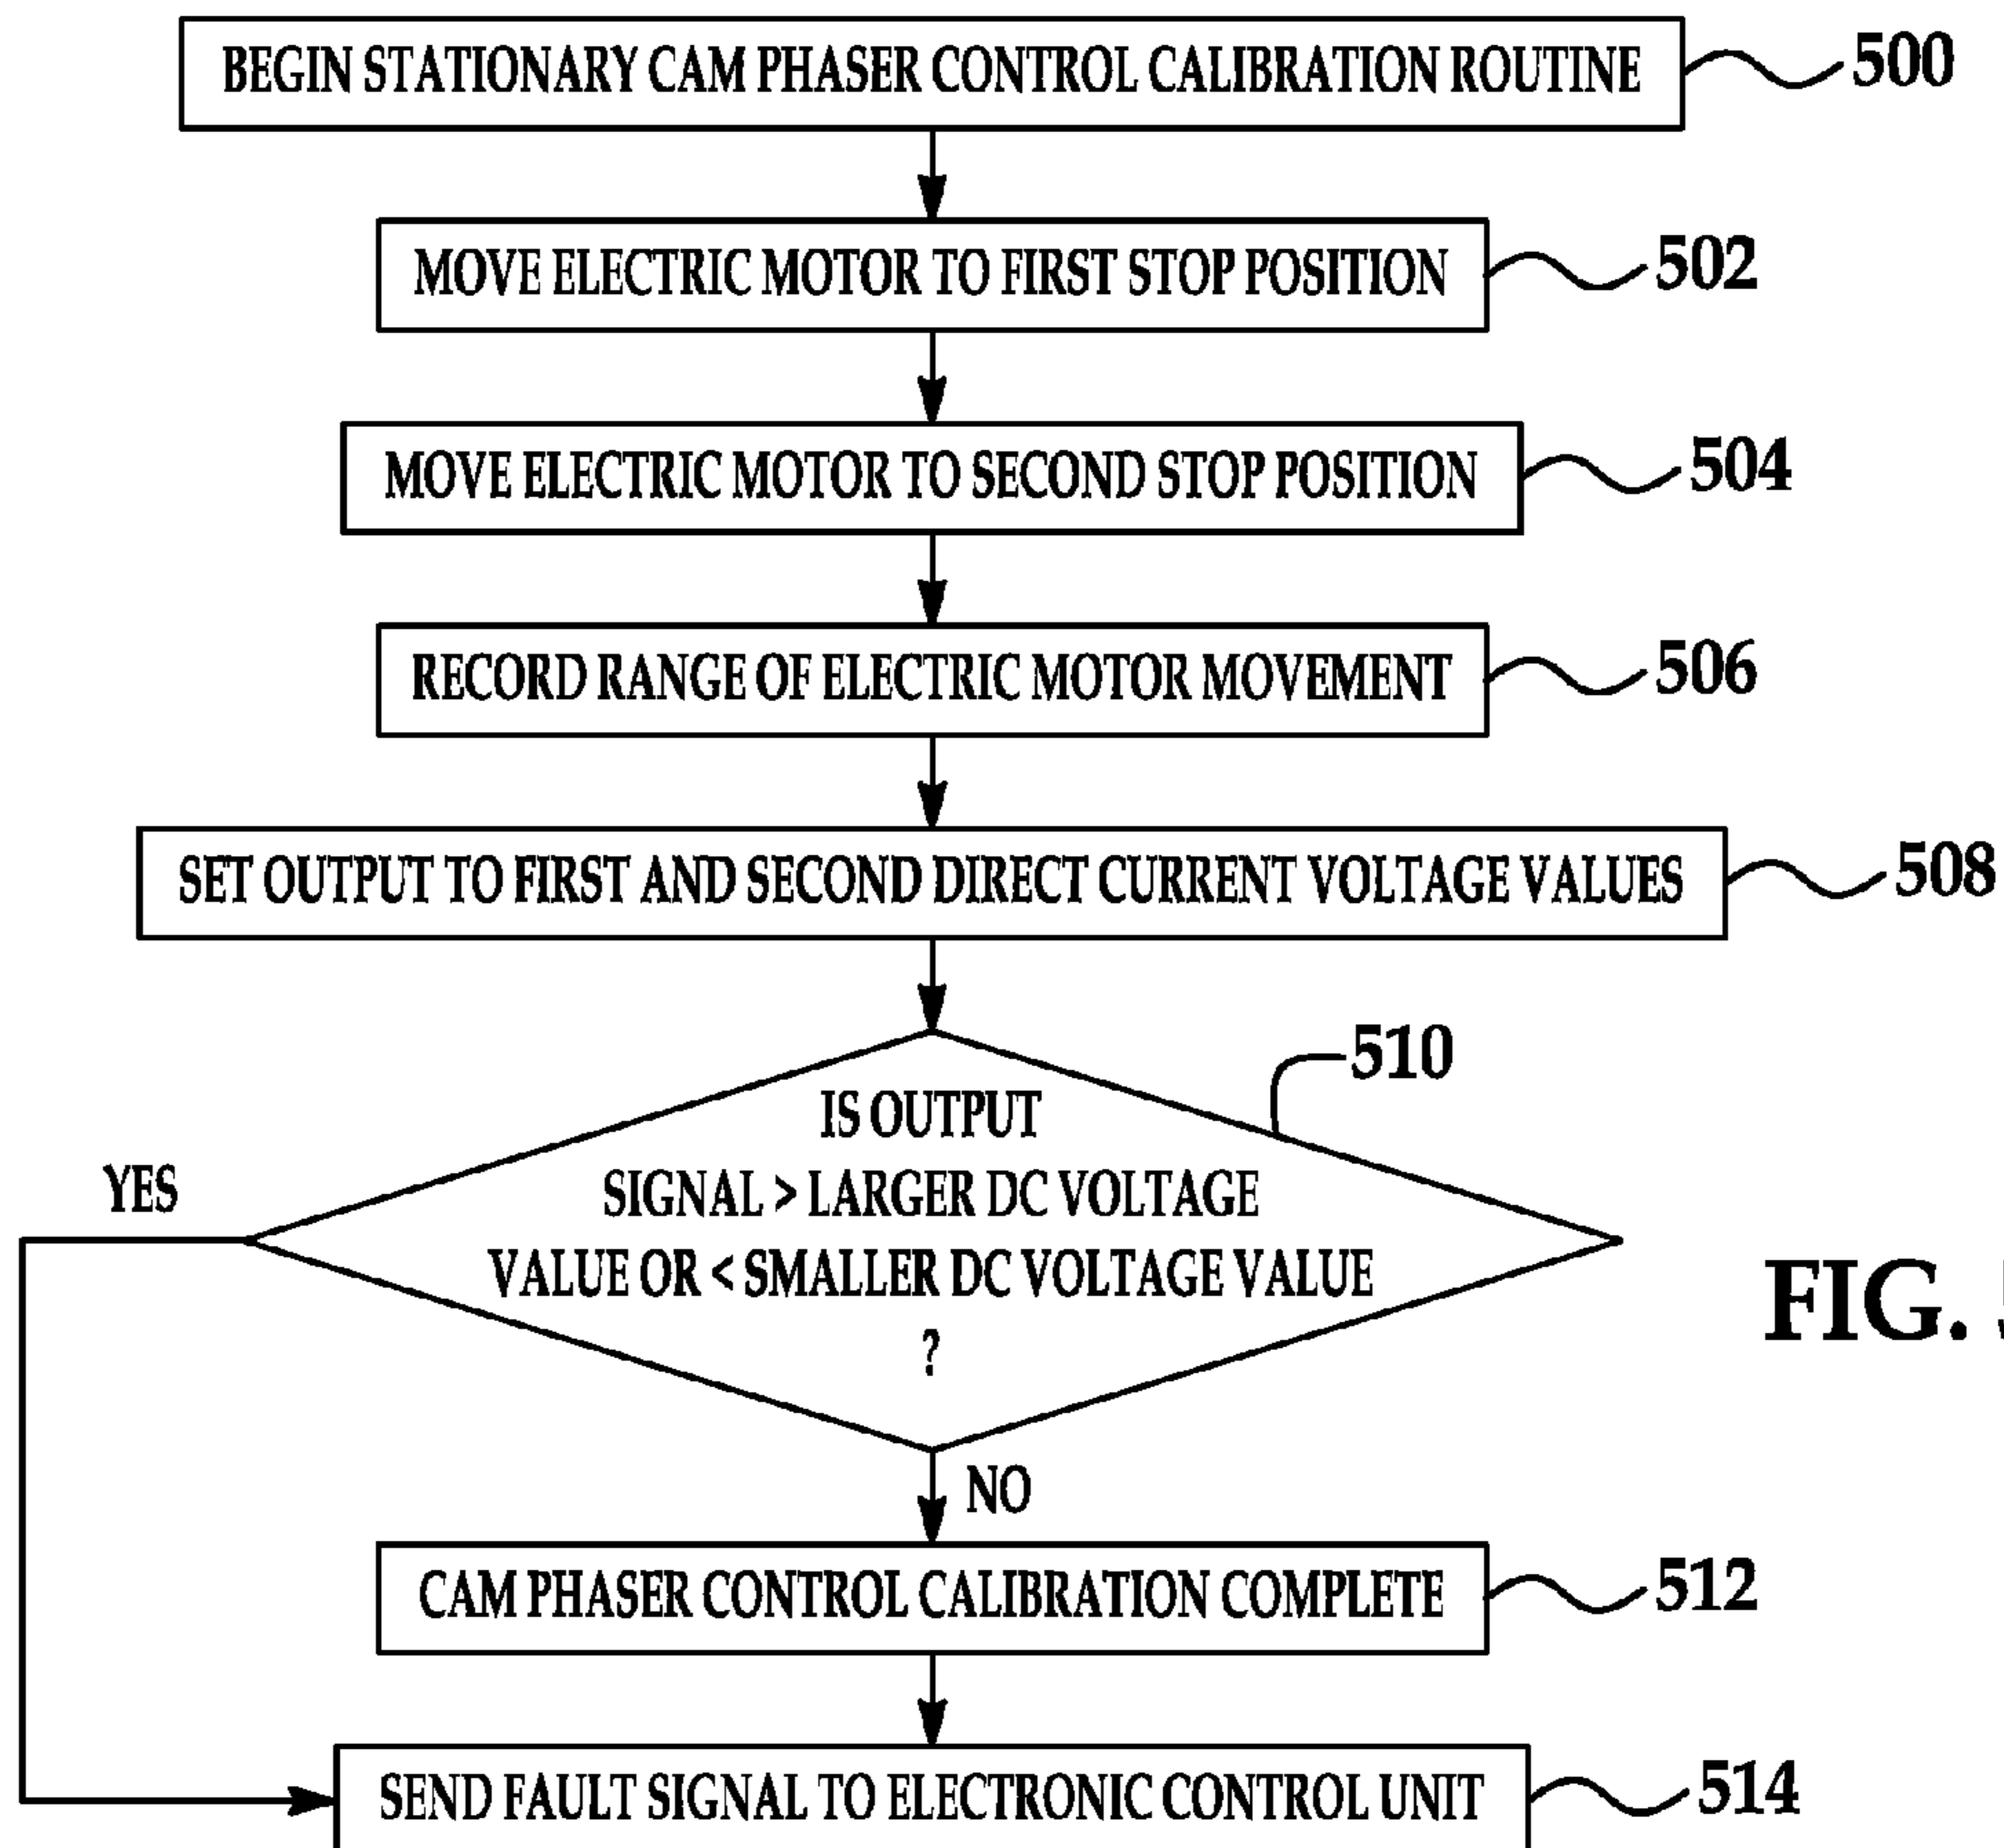 BEGIN STATIONARY CAM PHASER CONTROL CALIBRATION ROUTINE
500
MOVE ELECTRIC MOTOR TO FIRST STOP POSITION
502
MOVE ELECTRIC MOTOR TO SECOND STOP POSITION
504
RECORD RANGE OF ELECTRIC MOTOR MOVEMENT
506
SET OUTPUT TO FIRST AND SECOND DIRECT CURRENT VOLTAGE VALUES
508
510
IS OUTPUT
SIGNAL > LARGER DC VOLTAGE
VALUE OR < SMALLER DC VOLTAGE VALUE
?
YES
FIG.
NO
CAM PHASER CONTROL CALIBRATION COMPLETE
512
SEND FAULT SIGNAL TO ELECTRONIC CONTROL UNIT
514